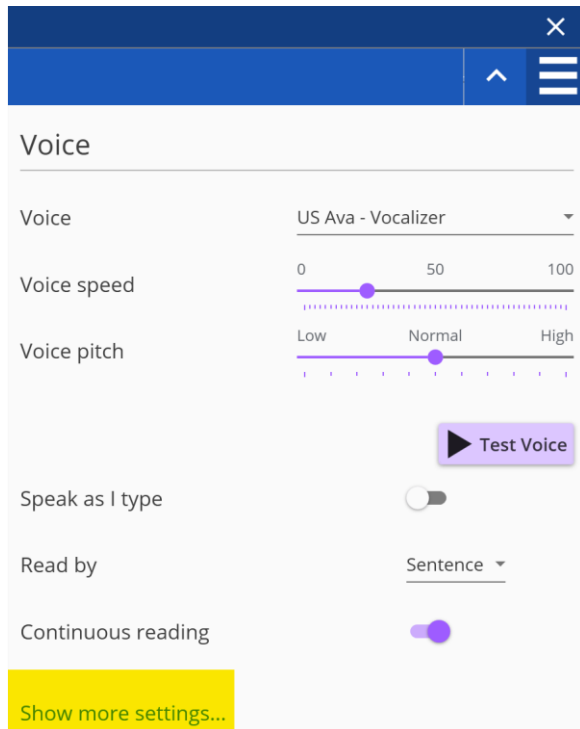 Voice
Voice US Ava - Vocalizer
0 50 100
Voice speed
Low Normal High
Voice pitch
Test Voice
Speak as I type
Read by Sentence
Continuous reading
Show more settings...